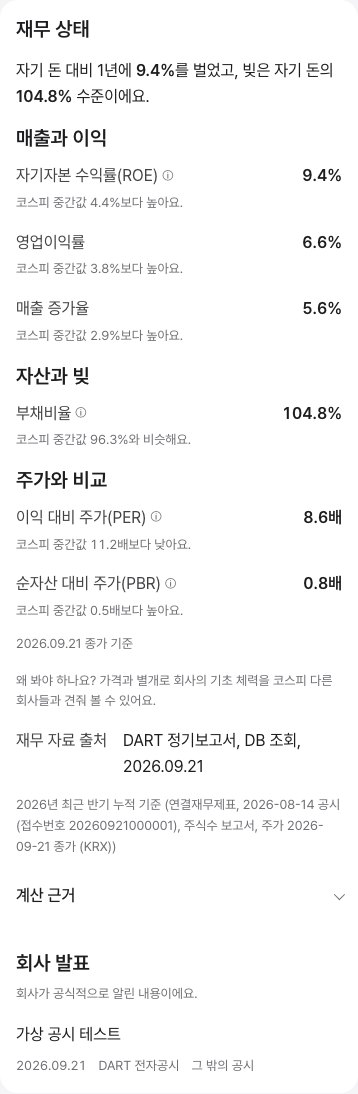 재무 상태
자기 돈 대비 1년에 9.4%를 벌었고, 빚은 자기 돈의
104.8% 수준이에요.
매출과 이익
자기자본 수익률(ROE) ⓘ 9.4%
코스피 중간값 4.4%보다 높아요.
영업이익률 6.6%
코스피 중간값 3.8%보다 높아요.
매출 증가율 5.6%
코스피 중간값 2.9%보다 높아요.
자산과 빚
부채비율 ⓘ 104.8%
코스피 중간값 96.3%와 비슷해요.
주가와 비교
이익 대비 주가(PER) ⓘ 8.6배
코스피 중간값 11.2배보다 낮아요.
순자산 대비 주가(PBR) ⓘ 0.8배
코스피 중간값 0.5배보다 높아요.
2026.09.21 종가 기준
왜 봐야 하나요? 가격과 별개로 회사의 기초 체력을 코스피 다른
회사들과 견줘 볼 수 있어요.
재무 자료 출처 DART 정기보고서, DB 조회,
2026.09.21
2026년 최근 반기 누적 기준 (연결재무제표, 2026-08-14 공시
(접수번호 20260921000001), 주식수 보고서, 주가 2026-
09-21 종가 (KRX))
계산 근거
회사 발표
회사가 공식적으로 알린 내용이에요.
가상 공시 테스트
2026.09.21 DART 전자공시 그 밖의 공시